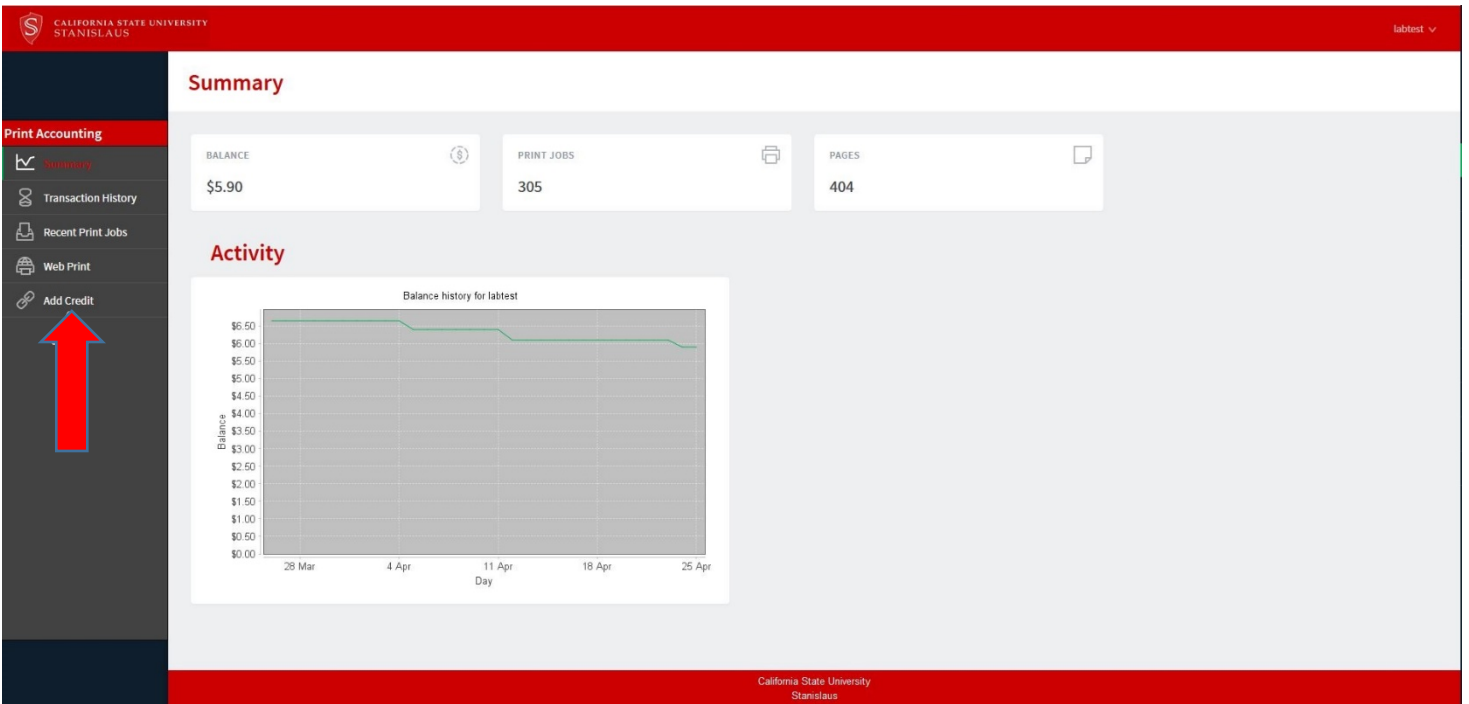 CALIFORNIA STATE UNIVERSITY
STANISLAUS
labtest
Summary
Print Accounting
Summary
Transaction History
Recent Print Jobs
Web Print
Add Credit
BALANCE
$5.90
PRINT JOBS
305
PAGES
404
Activity
Balance history for labtest
$6.50
$6.00
$5.50
$5.00
$4.50
$4.00
$3.50
$3.00
$2.50
$2.00
$1.50
$1.00
$0.50
$0.00
Balance
28 Mar 4 Apr 11 Apr 18 Apr 25 Apr
Day
California State University
Stanislaus